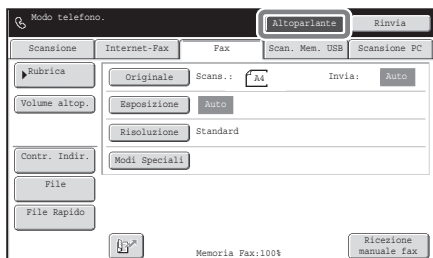 Modo telefono.
Altoparlante
Rinvia
Scansione
Internet-Fax
Fax
Scan. Mem. USB
Scansione PC
Rubrica
Originale
Scans.:
A4
Invia:
Auto
Volume altop.
Esposizione
Auto
Risoluzione
Standard
Contr. Indir.
Modi Speciali
File
File Rapido
Memoria Fax:100%
Ricezione
manuale fax